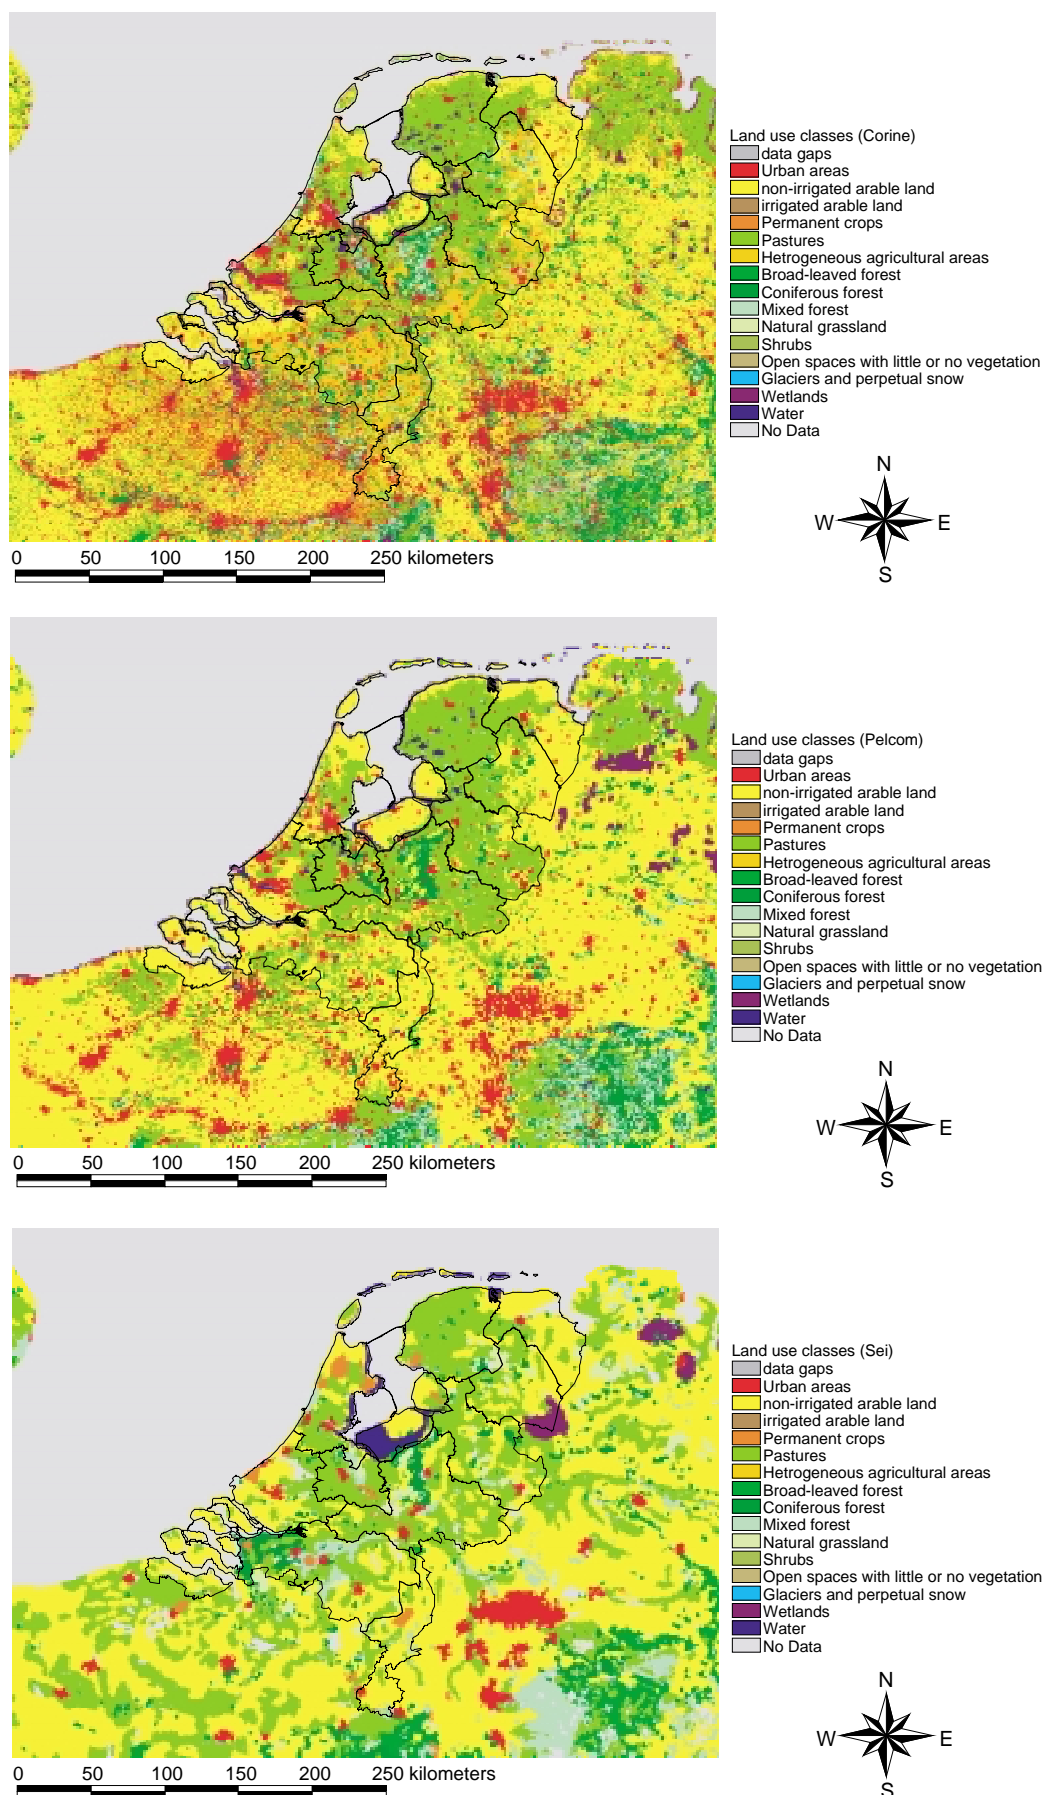 Land use classes (Corine)
data gaps
Urban areas
non-irrigated arable land
irrigated arable land
Permanent crops
Pastures
Hetrogeneous agricultural areas
Broad-leaved forest
Coniferous forest
Mixed forest
Natural grassland
Shrubs
Open spaces with little or no vegetation
Glaciers and perpetual snow
Wetlands
Water
No Data
N
W E
S
0 50 100 150 200 250 kilometers
Land use classes (Pelcom)
data gaps
Urban areas
non-irrigated arable land
irrigated arable land
Permanent crops
Pastures
Hetrogeneous agricultural areas
Broad-leaved forest
Coniferous forest
Mixed forest
Natural grassland
Shrubs
Open spaces with little or no vegetation
Glaciers and perpetual snow
Wetlands
Water
No Data
N
W E
S
0 50 100 150 200 250 kilometers
Land use classes (Sei)
data gaps
Urban areas
non-irrigated arable land
irrigated arable land
Permanent crops
Pastures
Hetrogeneous agricultural areas
Broad-leaved forest
Coniferous forest
Mixed forest
Natural grassland
Shrubs
Open spaces with little or no vegetation
Glaciers and perpetual snow
Wetlands
Water
No Data
N
W E
S
0 50 100 150 200 250 kilometers